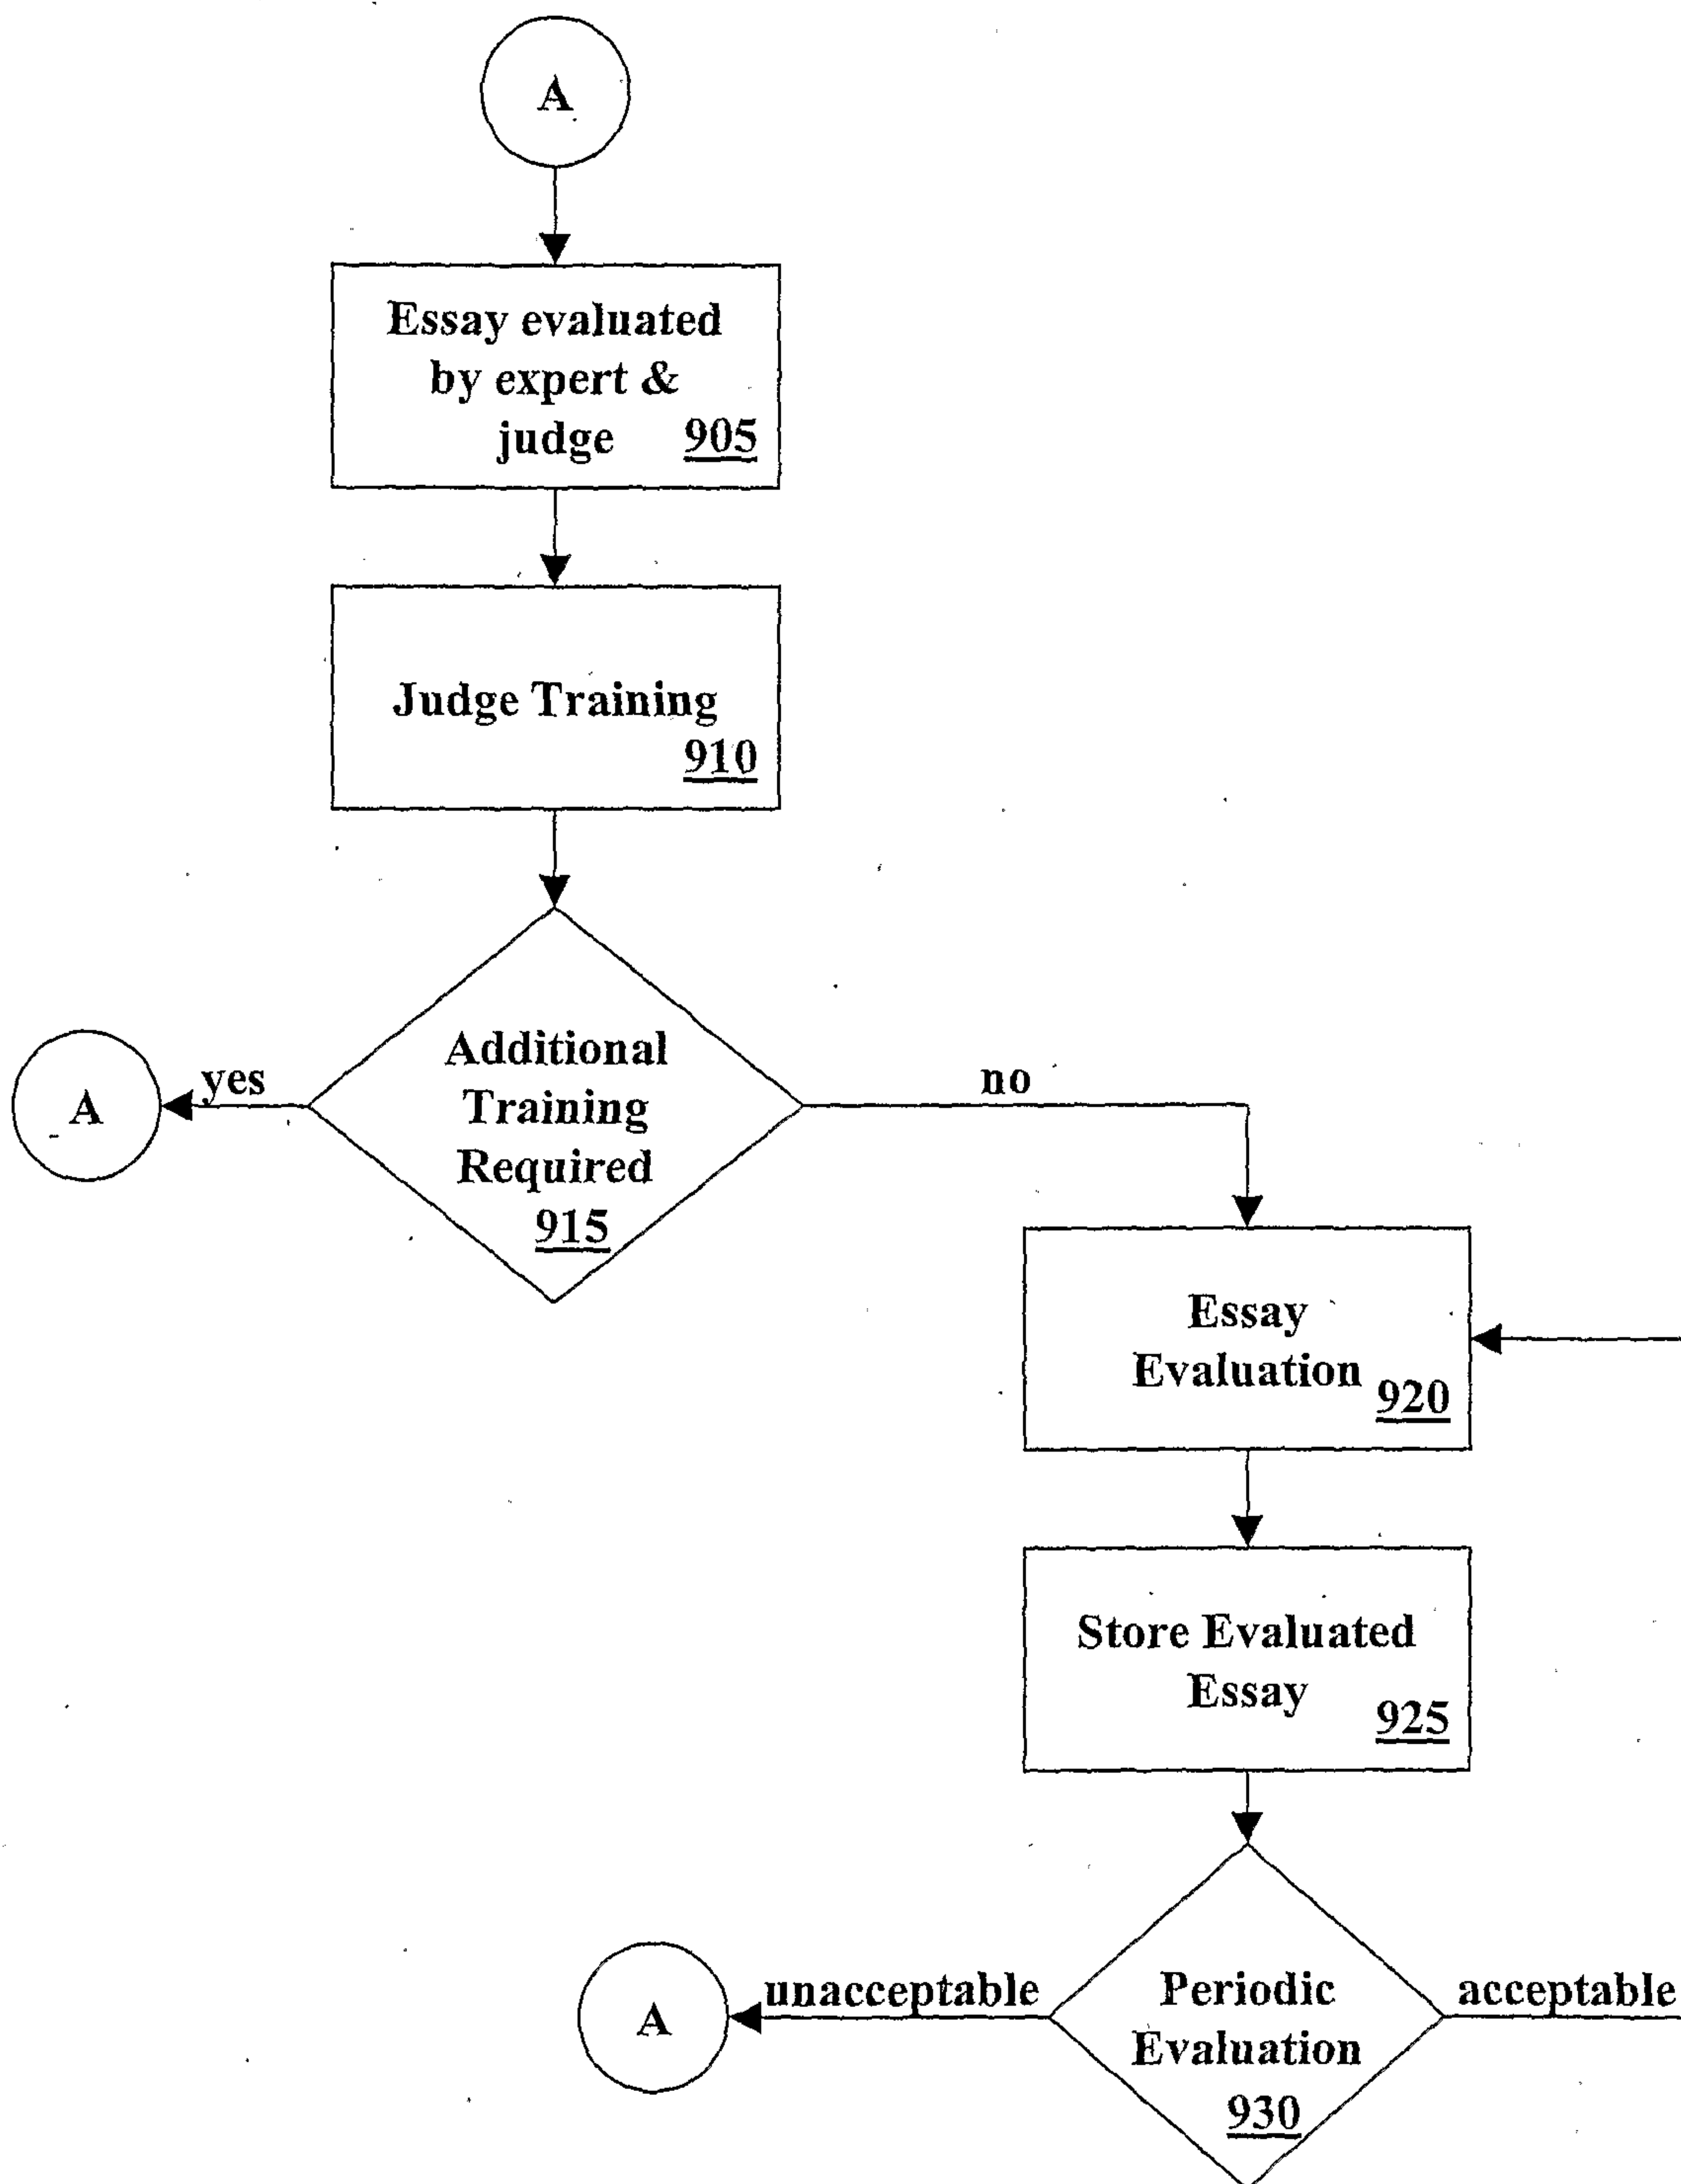 A
Essay evaluated
by expert &
judge 905
Judge Training
910
Additional
Training
Required
915
yes
A
no
Essay
Evaluation 920
Store Evaluated
Essay
925
Periodic
Evaluation
930
unacceptable
A
acceptable